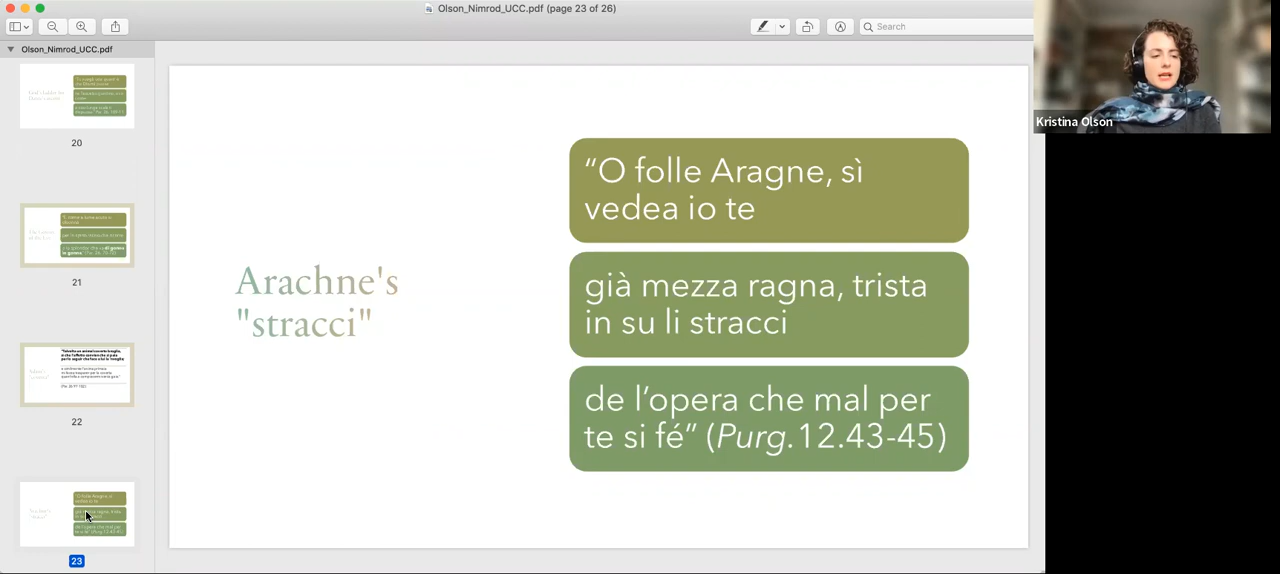 Olson_Nimrod_UCC.pdf (page 23 of 26)
Search
Olson_Nimrod_UCC.pdf
20
21
22
23
Arachne's
"stracci"
“O folle Aragne, sì
vedea io te
già mezza ragna, trista
in su li stracci
de l’opera che mal per
te si fé” (Purg.12.43-45)
Kristina Olson